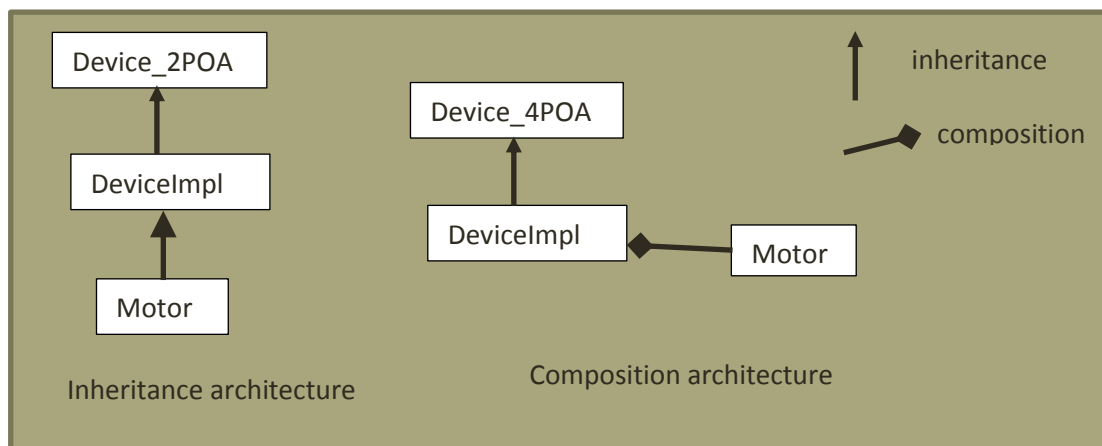 Device_2POA
DeviceImpl
Motor
Inheritance architecture
Device_4POA
DeviceImpl
Motor
Composition architecture
inheritance
composition